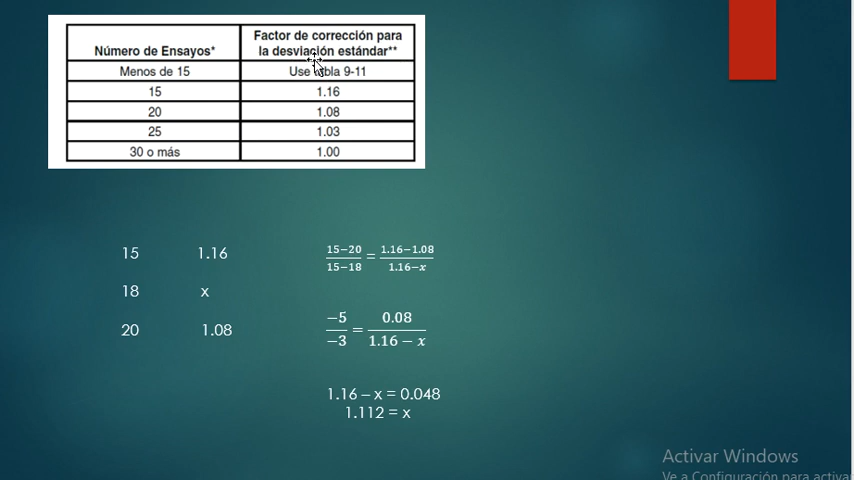 Número de Ensayos*
Factor de corrección para
la desviación estándar**
Menos de 15 Use tabla 9-11
15 1.16
20 1.08
25 1.03
30 o más 1.00
15 1.16
18 x
20 1.08
15−20/15−18 = 1.16−1.08/1.16−x
−5/−3 = 0.08/1.16 − x
1.16 – x = 0.048
1.112 = x
Activar Windows
Ve a Configuración para activar